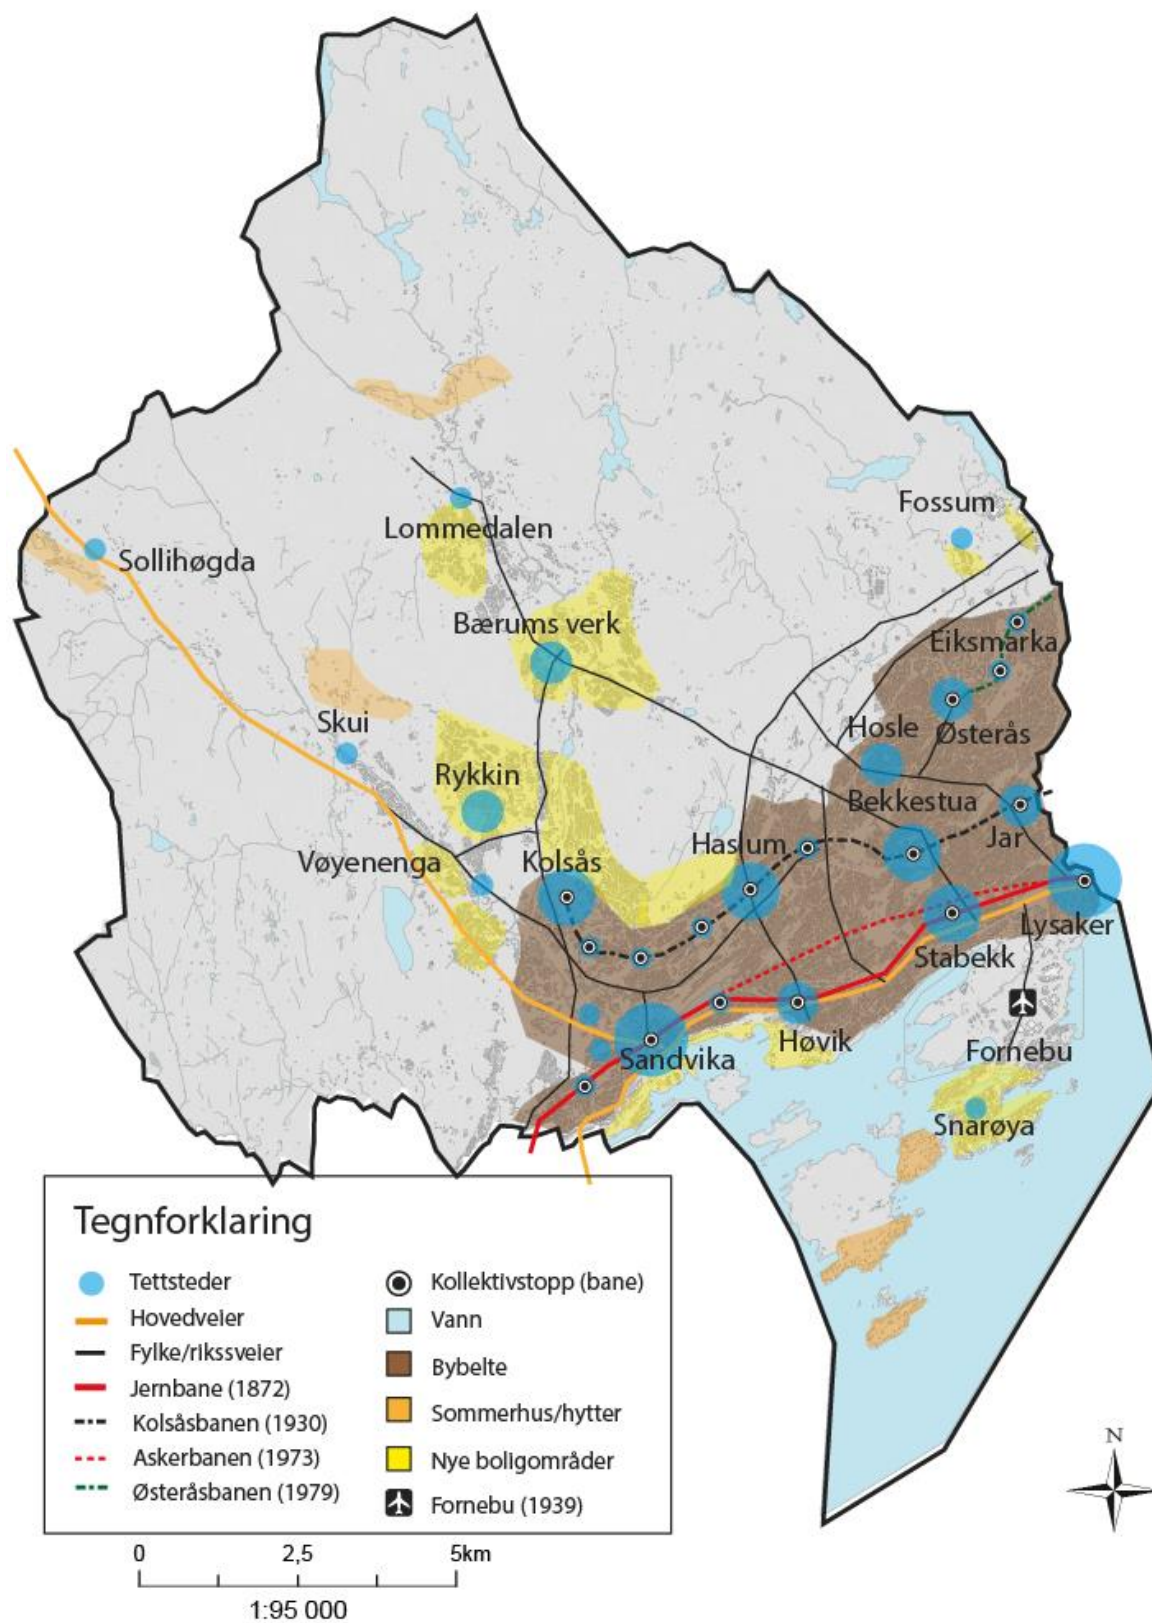 Fossum
Lommedalen
Sollihøgda
Bærums verk
Eiksmarka
Skui
Hosle
Østerås
Rykkin
Bekkestua
Haslum
Jar
Vøyenenga
Kolsås
Lysaker
Stabekk
Høvik
Fornebu
Sandvika
Snarøya
Tegnforklaring
Tettsteder
Hovedveier
Fylke/rikssveier
Jernbane (1872)
Kolsåsbanen (1930)
Askerbanen (1973)
Østeråsbanen (1979)
Kollektivstopp (bane)
Vann
Bybelte
Sommerhus/hytter
Nye boligområder
Fornebu (1939)
N
0 2,5 5km
1:95 000